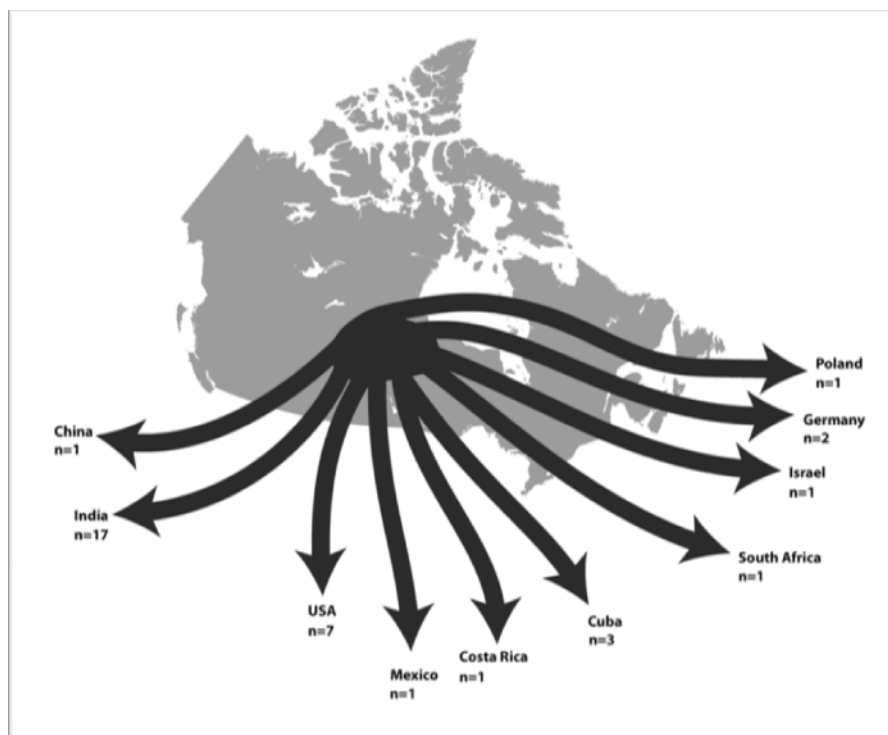 Poland
n=1
Germany
n=2
Israel
n=1
South Africa
n=1
Cuba
n=3
Costa Rica
n=1
Mexico
n=1
USA
n=7
India
n=17
China
n=1